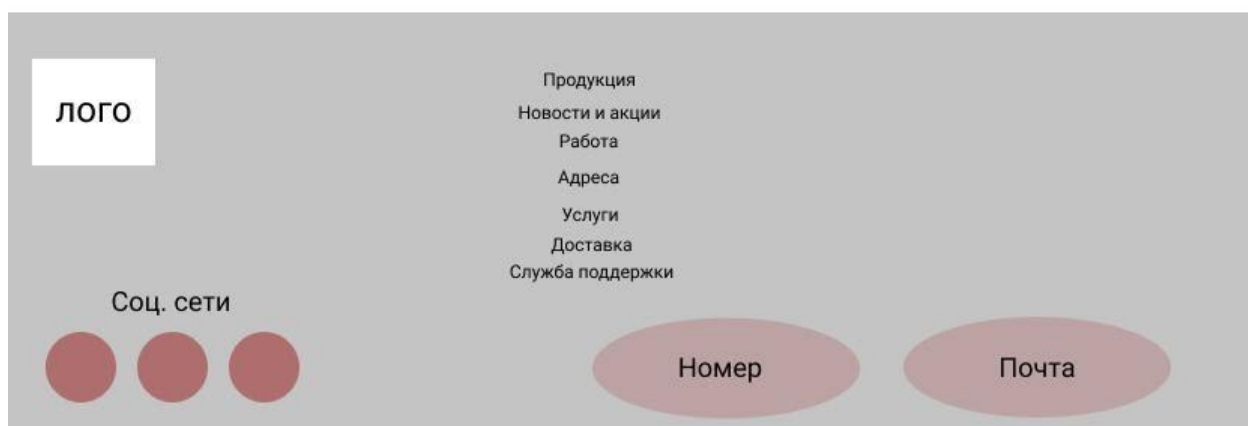 лого
Продукция
Новости и акции
Работа
Адреса
Услуги
Доставка
Служба поддержки
Соц. сети
Номер
Почта